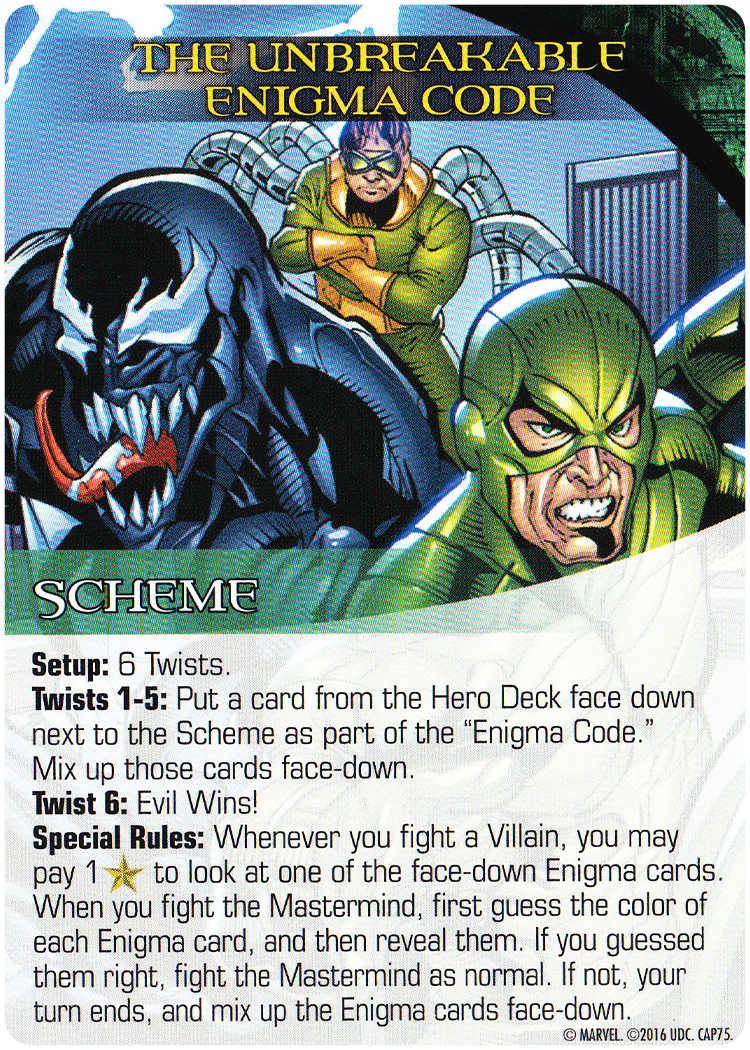 THE UNBREAKABLE
ENIGMA CODE
SCHEME
Setup: 6 Twists.
Twists 1-5: Put a card from the Hero Deck face down
next to the Scheme as part of the “Enigma Code.”
Mix up those cards face-down.
Twist 6: Evil Wins!
Special Rules: Whenever you fight a Villain, you may
pay 1 to look at one of the face-down Enigma cards.
When you fight the Mastermind, first guess the color of
each Enigma card, and then reveal them. If you guessed
them right, fight the Mastermind as normal. If not, your
turn ends, and mix up the Enigma cards face-down.
© MARVEL. ©2016 UDC. CAP75.